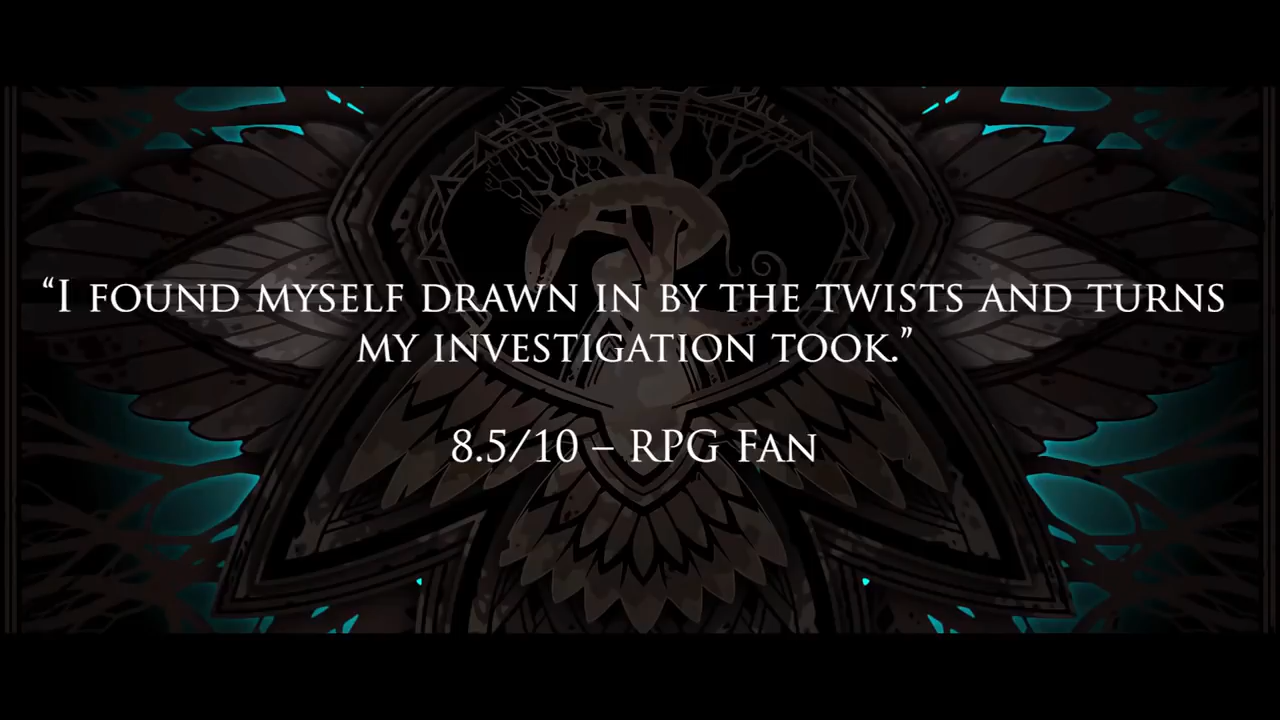 “I found myself drawn in by the twists and turns
my investigation took.”
8.5/10 – RPG Fan